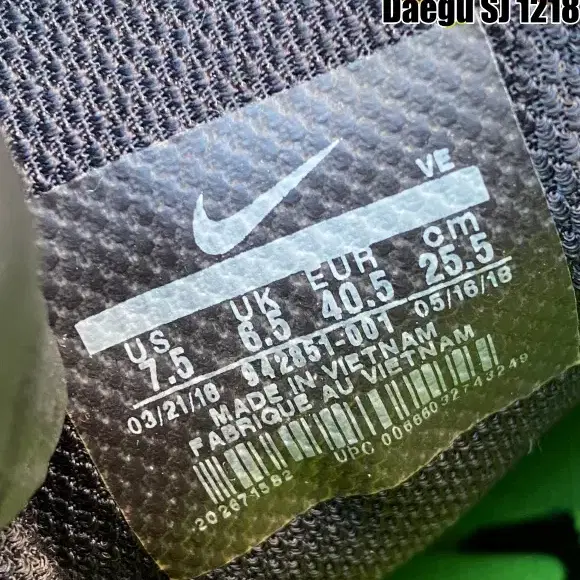 Daegu SJ 1218
VE
US UK EUR cm
7.5 6.5 40.5 25.5
03/21/18 942851-001 05/16/18
MADE IN VIETNAM
FABRIQUE AU VIETNAM
202671582 UPC 00666032743249